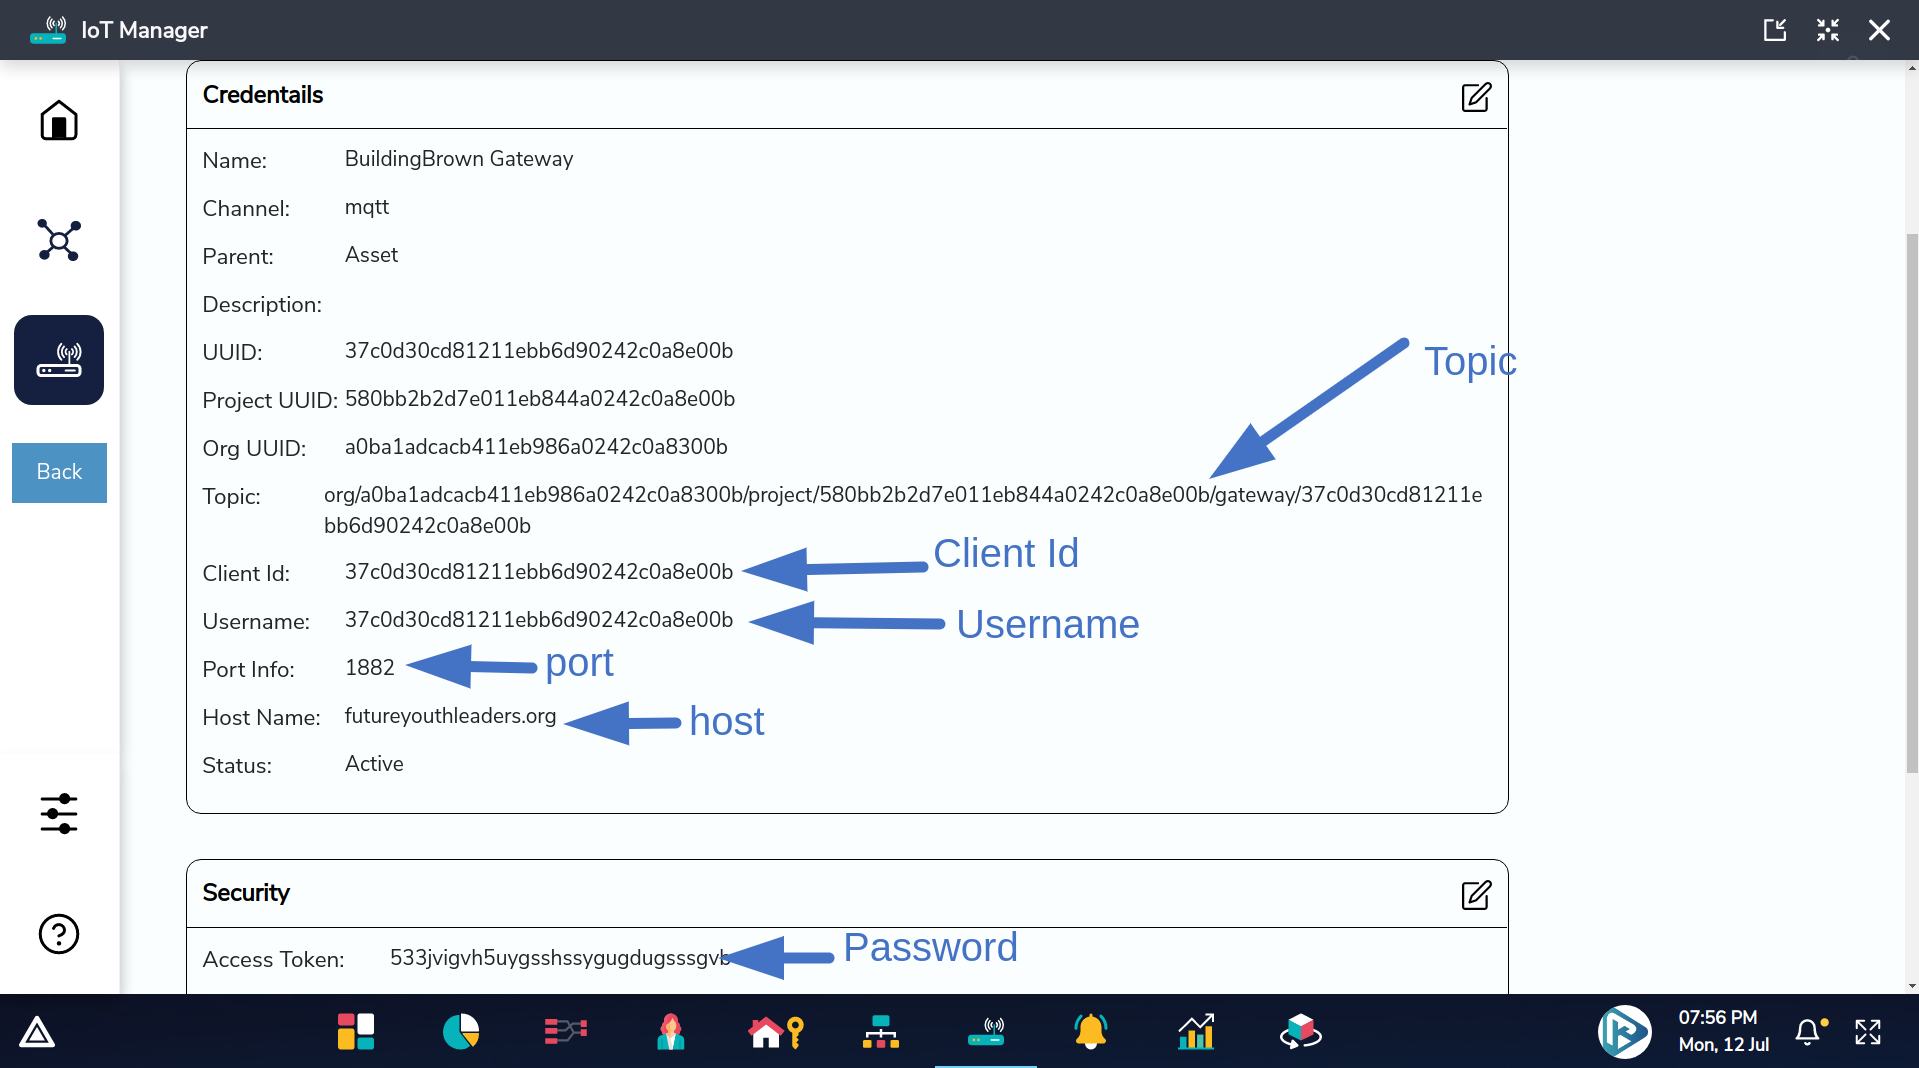 IoT Manager
Credentails
Name: BuildingBrown Gateway
Channel: mqtt
Parent: Asset
Description:
UUID: 37c0d30cd81211ebb6d90242c0a8e00b
Topic
Project UUID: 580bb2b2d7e011eb844a0242c0a8e00b
Org UUID: a0ba1adcacb411eb986a0242c0a8300b
Back
Topic: org/a0ba1adcacb411eb986a0242c0a8300b/project/580bb2b2d7e011eb844a0242c0a8e00b/gateway/37c0d30cd81211e
bb6d90242c0a8e00b
Client Id: 37c0d30cd81211ebb6d90242c0a8e00b Client Id
Username: 37c0d30cd81211ebb6d90242c0a8e00b Username
Port Info: 1882 port
Host Name: futureyouthleaders.org host
Status: Active
Security
Access Token: 533jvigvh5uygsshssygugdugsssgvb Password
07:56 PM
Mon, 12 Jul